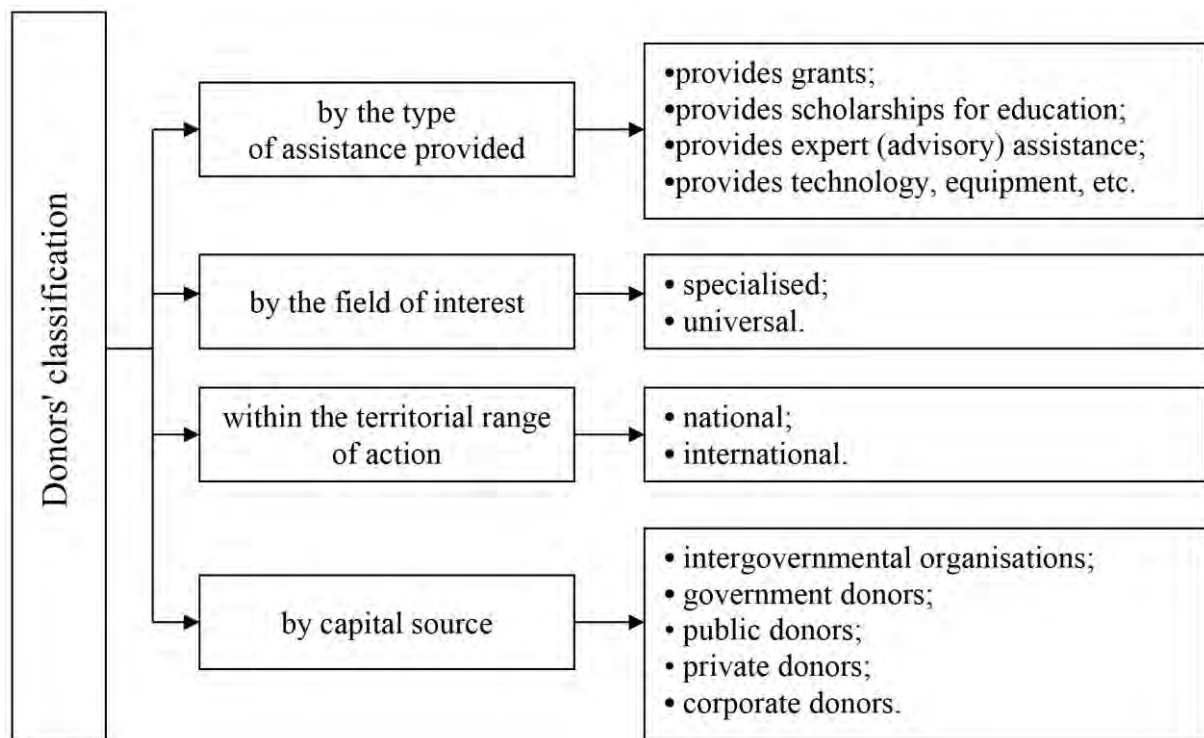 Donors' classification
by the type
of assistance provided
•provides grants;
• provides scholarships for education;
• provides expert (advisory) assistance;
• provides technology, equipment, etc.
by the field of interest
• specialised;
• universal.
within the territorial range
of action
• national;
• international.
by capital source
• intergovernmental organisations;
• government donors;
• public donors;
• private donors;
• corporate donors.